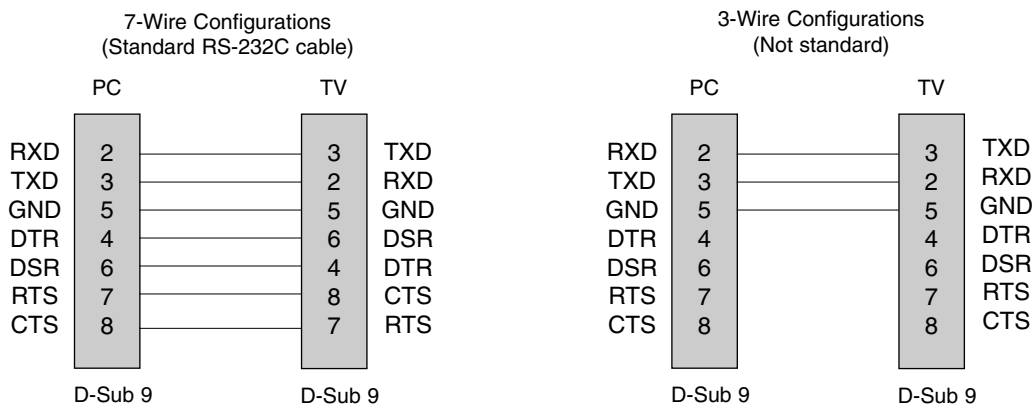 7-Wire Configurations
(Standard RS-232C cable)
PC TV
RXD 2 3 TXD
TXD 3 2 RXD
GND 5 5 GND
DTR 4 6 DSR
DSR 6 4 DTR
RTS 7 8 CTS
CTS 8 7 RTS
D-Sub 9 D-Sub 9
3-Wire Configurations
(Not standard)
PC TV
RXD 2 3 TXD
TXD 3 2 RXD
GND 5 5 GND
DTR 4 4 DTR
DSR 6 6 DSR
RTS 7 7 RTS
CTS 8 8 CTS
D-Sub 9 D-Sub 9